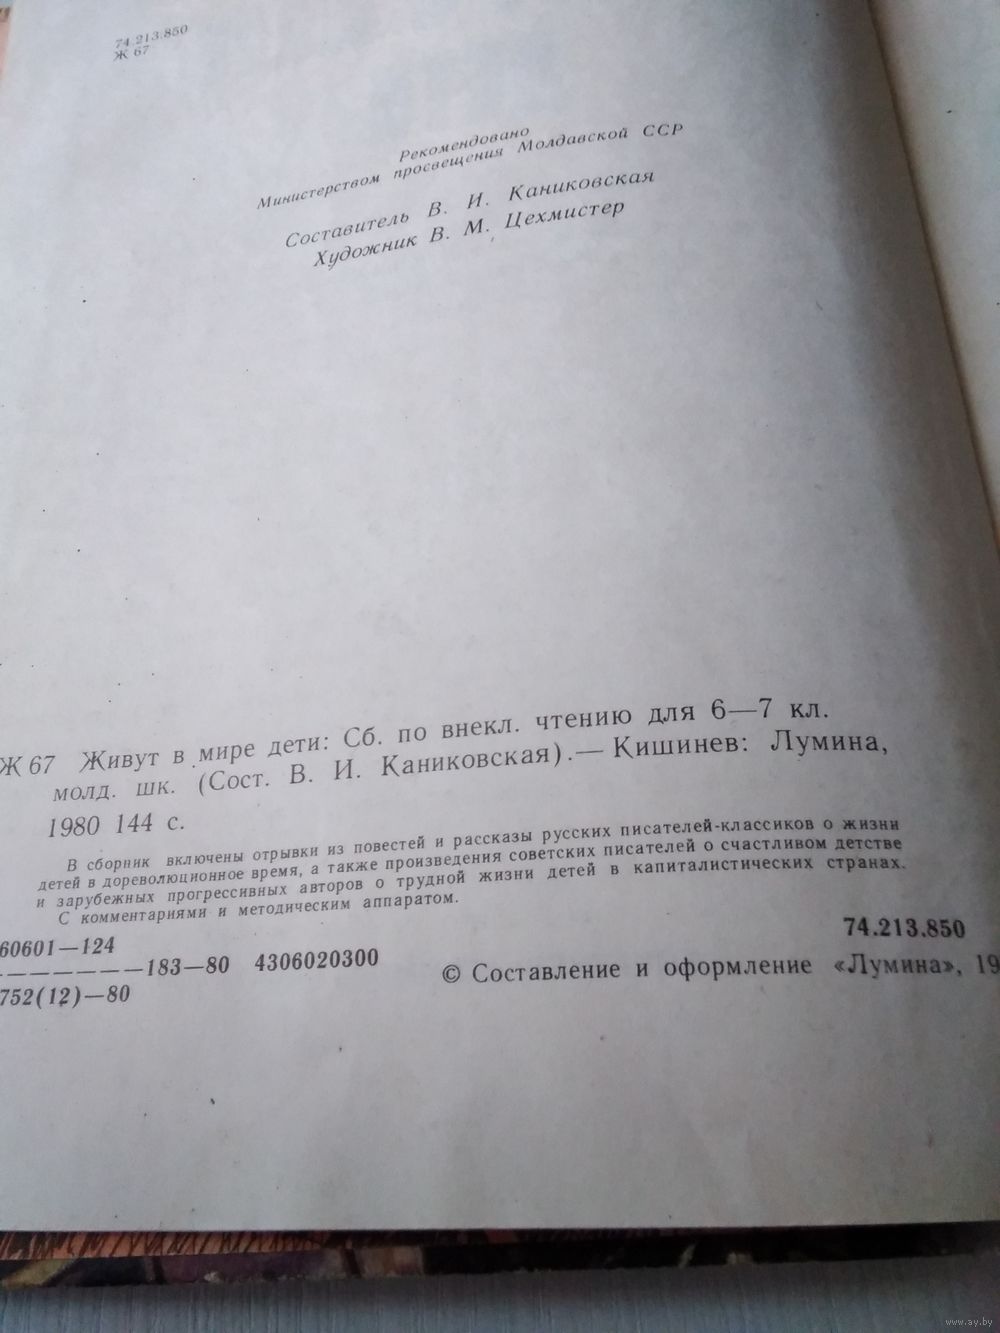 74.213.850
Ж 67
Рекомендовано
Министерством просвещения Молдавской ССР
Составитель В. И. Каниковская
Художник В. М. Цехмистер
Ж 67 Живут в мире дети: Сб. по внекл. чтению для 6—7 кл.
молд. шк. (Сост. В. И. Каниковская).— Кишинев: Лумина,
1980 144 с.
В сборник включены отрывки из повестей и рассказы русских писателей-классиков о жизни
детей в дореволюционное время, а также произведения советских писателей о счастливом детстве
и зарубежных прогрессивных авторов о трудной жизни детей в капиталистических странах.
С комментариями и методическим аппаратом.
60601—124
———————183—80 4306020300
752(12)—80
74.213.850
© Составление и оформление «Лумина», 19
www.ay.by